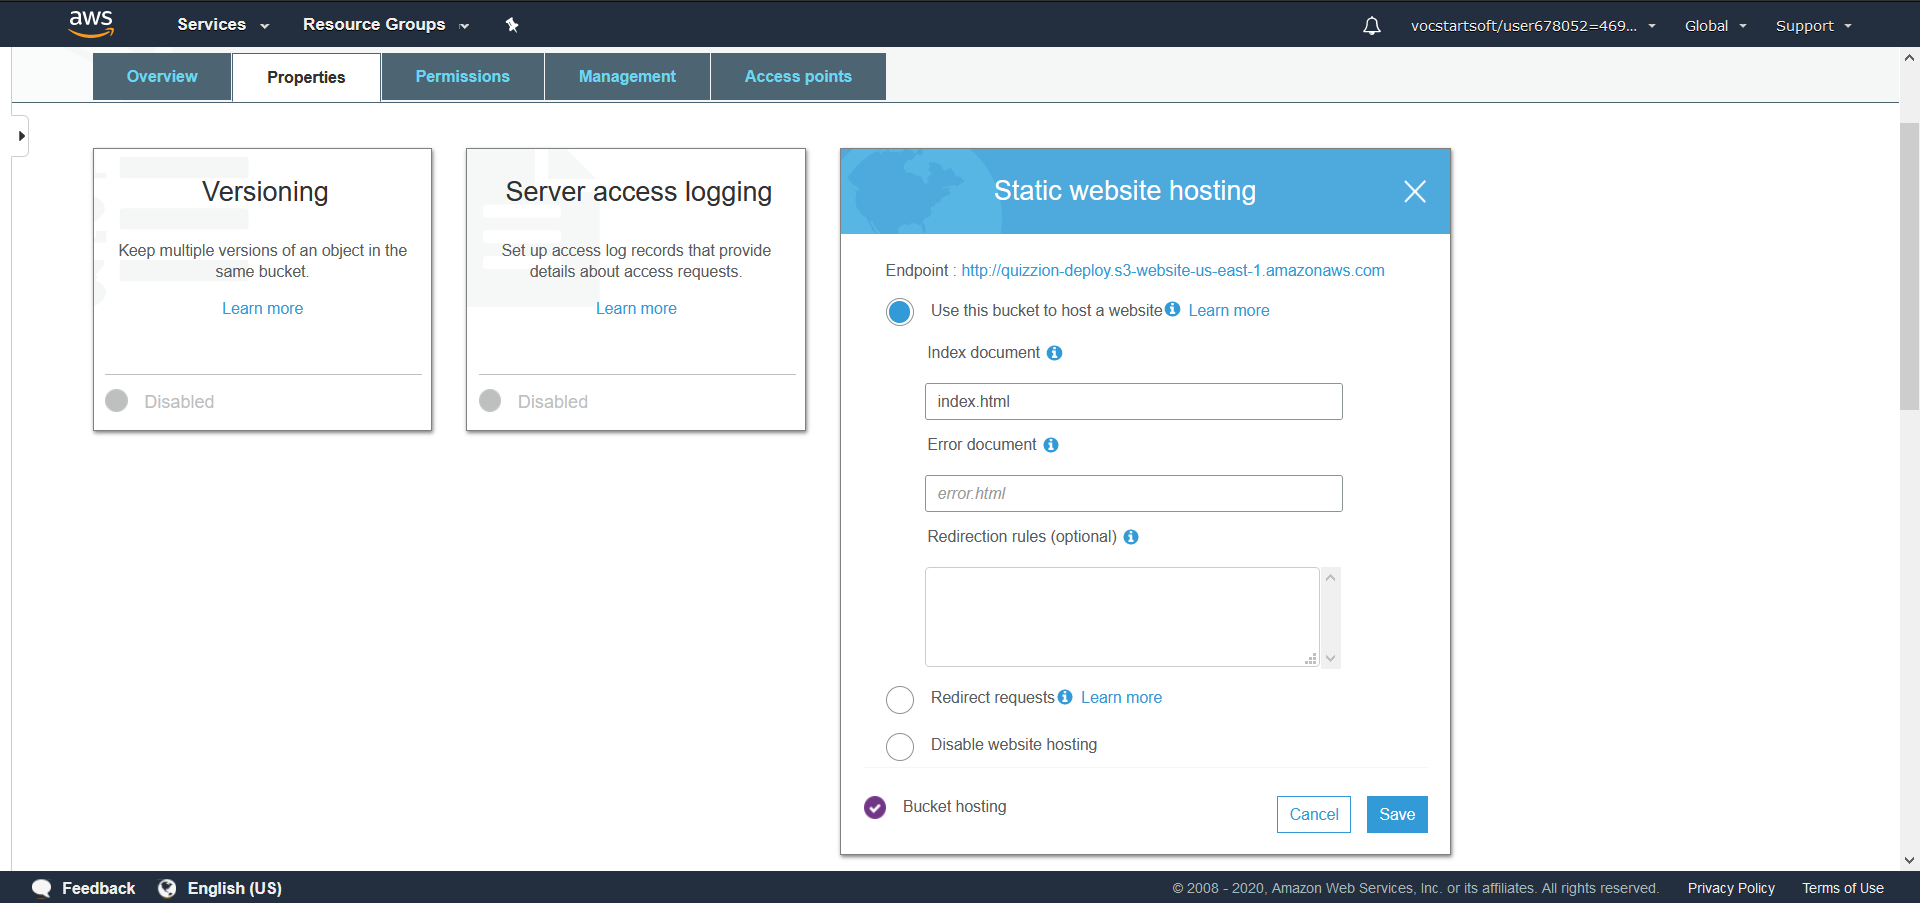 aws Services Resource Groups vocstartsoft/user678052=469... Global Support
Overview Properties Permissions Management Access points
Versioning
Keep multiple versions of an object in the
same bucket.
Learn more
Disabled
Server access logging
Set up access log records that provide
details about access requests.
Learn more
Disabled
Static website hosting
Endpoint : http://quizzion-deploy.s3-website-us-east-1.amazonaws.com
Use this bucket to host a website Learn more
Index document
index.html
Error document
error.html
Redirection rules (optional)
Redirect requests Learn more
Disable website hosting
Bucket hosting
Cancel Save
Feedback English (US) © 2008 - 2020, Amazon Web Services, Inc. or its affiliates. All rights reserved. Privacy Policy Terms of Use